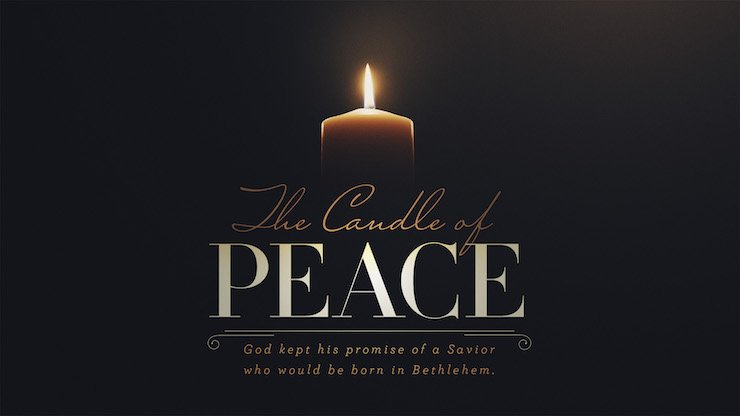 The Candle of
PEACE
God kept his promise of a Savior
who would be born in Bethlehem.